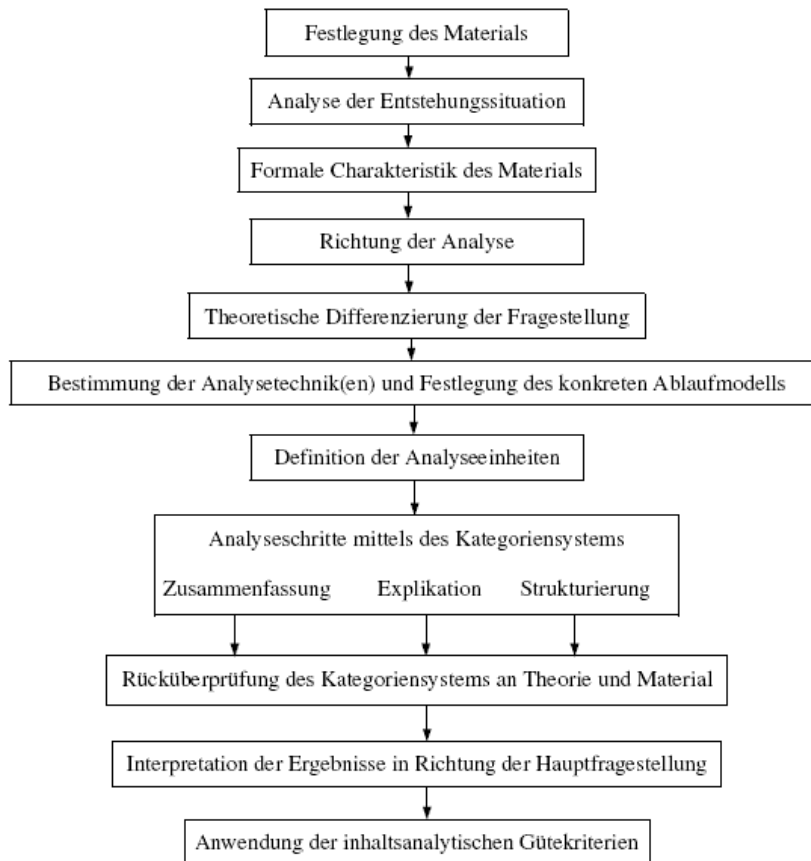 Festlegung des Materials
Analyse der Entstehungssituation
Formale Charakteristik des Materials
Richtung der Analyse
Theoretische Differenzierung der Fragestellung
Bestimmung der Analysetechnik(en) und Festlegung des konkreten Ablaufmodells
Definition der Analyseeinheiten
Analyseschritte mittels des Kategoriensystems
Zusammenfassung Explikation Strukturierung
Rücküberprüfung des Kategoriensystems an Theorie und Material
Interpretation der Ergebnisse in Richtung der Hauptfragestellung
Anwendung der inhaltsanalytischen Gütekriterien